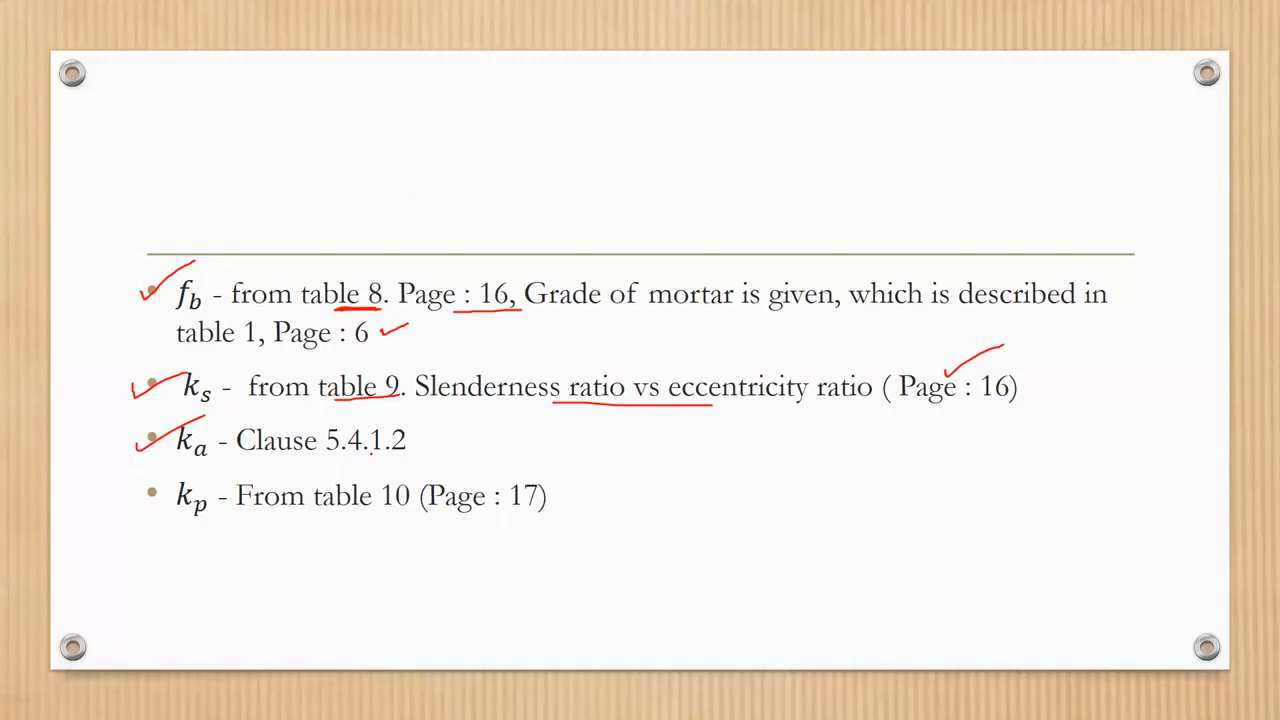 • f_b - from table 8. Page : 16, Grade of mortar is given, which is described in
table 1, Page : 6
• k_s - from table 9. Slenderness ratio vs eccentricity ratio ( Page : 16)
• k_a - Clause 5.4.1.2
• k_p - From table 10 (Page : 17)